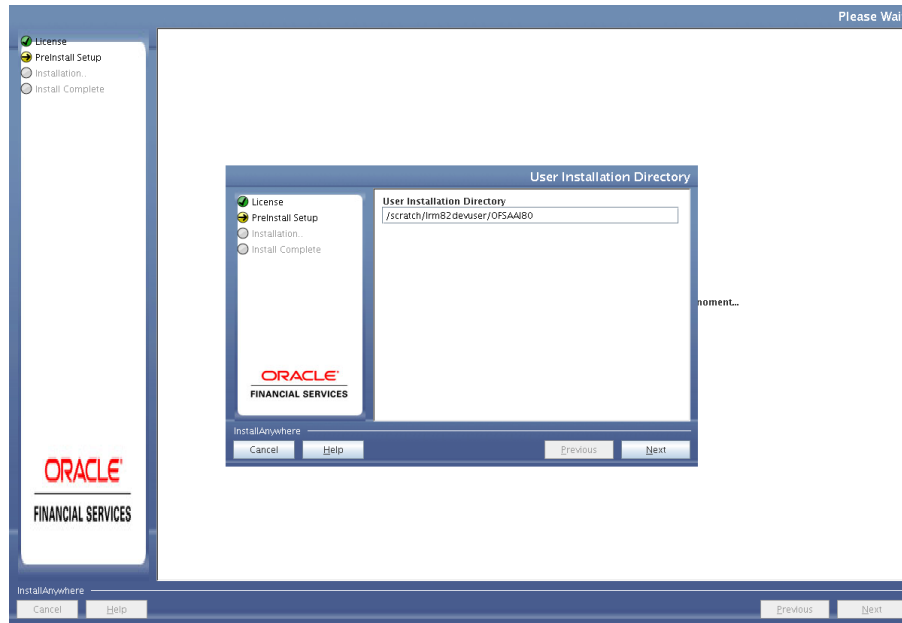 Please Wai
License
PreInstall Setup
Installation..
Install Complete
User Installation Directory
License
PreInstall Setup
Installation..
Install Complete
User Installation Directory
/scratch/lrm82devuser/OFSAAI80
moment...
ORACLE
FINANCIAL SERVICES
InstallAnywhere
Cancel Help Previous Next
ORACLE
FINANCIAL SERVICES
InstallAnywhere
Cancel Help Previous Next